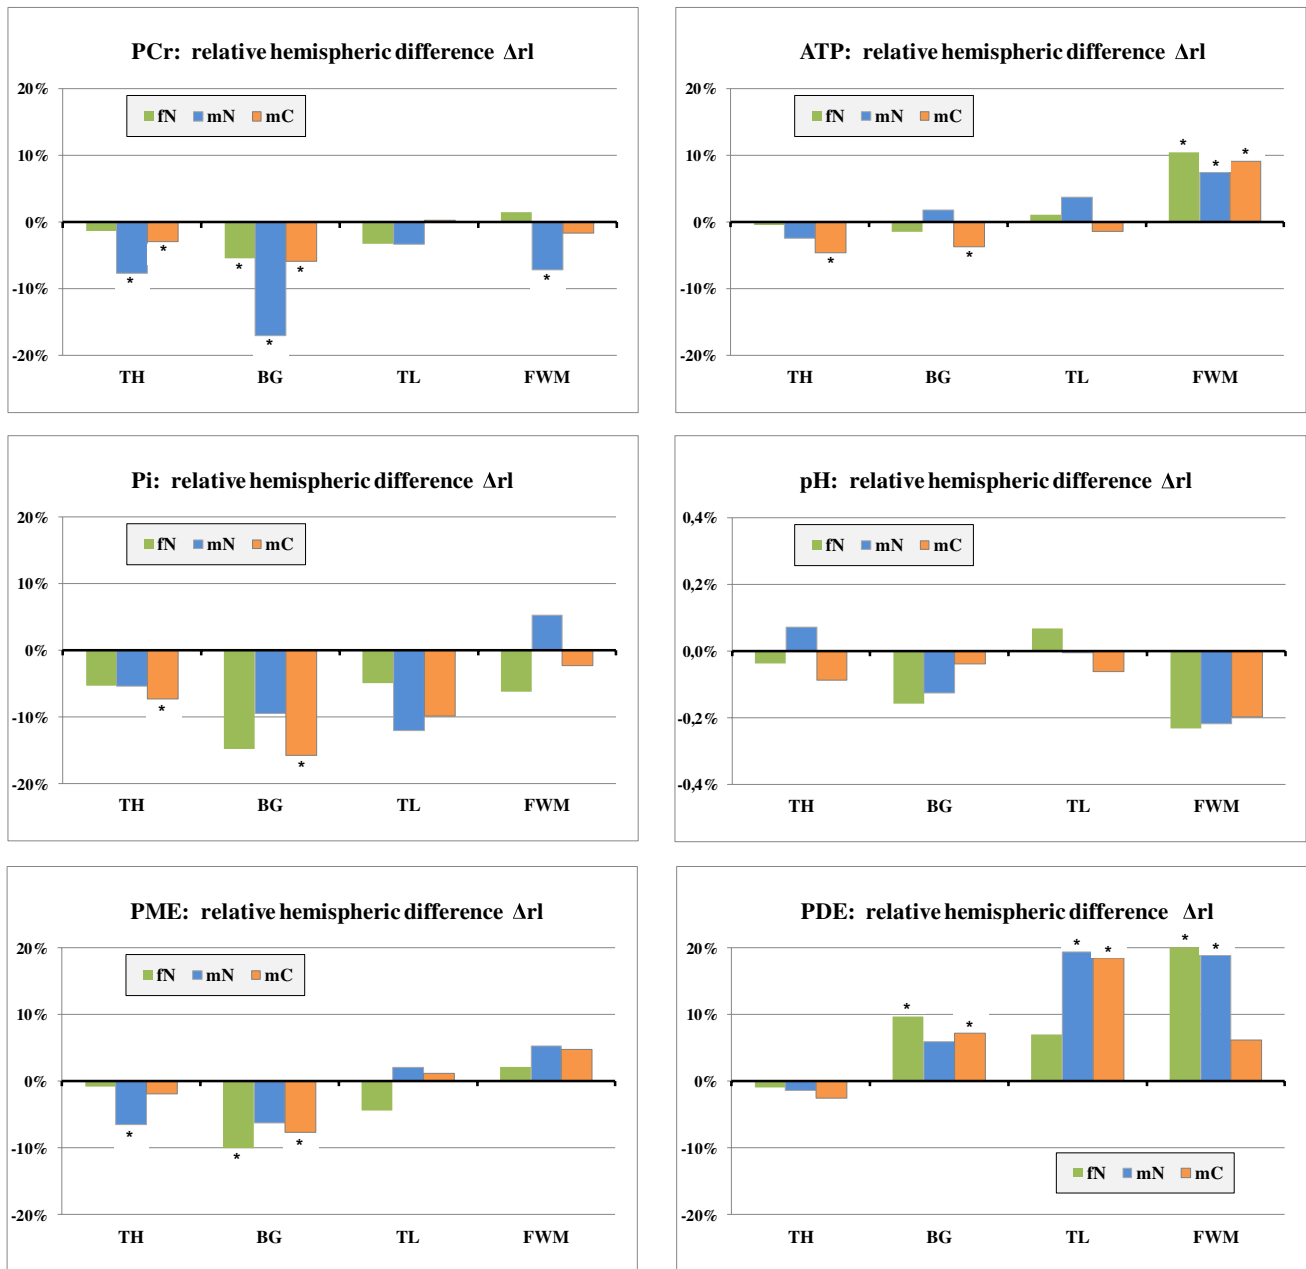 PCr: relative hemispheric difference Δrl
20%
fN mN mC
10%
0%
*
*
*
*
*
*
-10%
-20%
TH BG TL FWM
ATP: relative hemispheric difference Δrl
20%
fN mN mC
*
*
*
10%
0%
*
*
-10%
-20%
TH BG TL FWM
Pi: relative hemispheric difference Δrl
20%
fN mN mC
10%
0%
*
-10%
*
-20%
TH BG TL FWM
pH: relative hemispheric difference Δrl
0,4%
fN mN mC
0,2%
0,0%
-0,2%
-0,4%
TH BG TL FWM
PME: relative hemispheric difference Δrl
20%
fN mN mC
10%
0%
*
*
-10%
*
-20%
TH BG TL FWM
PDE: relative hemispheric difference Δrl
* *
20%
* *
*
10%
*
0%
-10%
fN mN mC
-20%
TH BG TL FWM